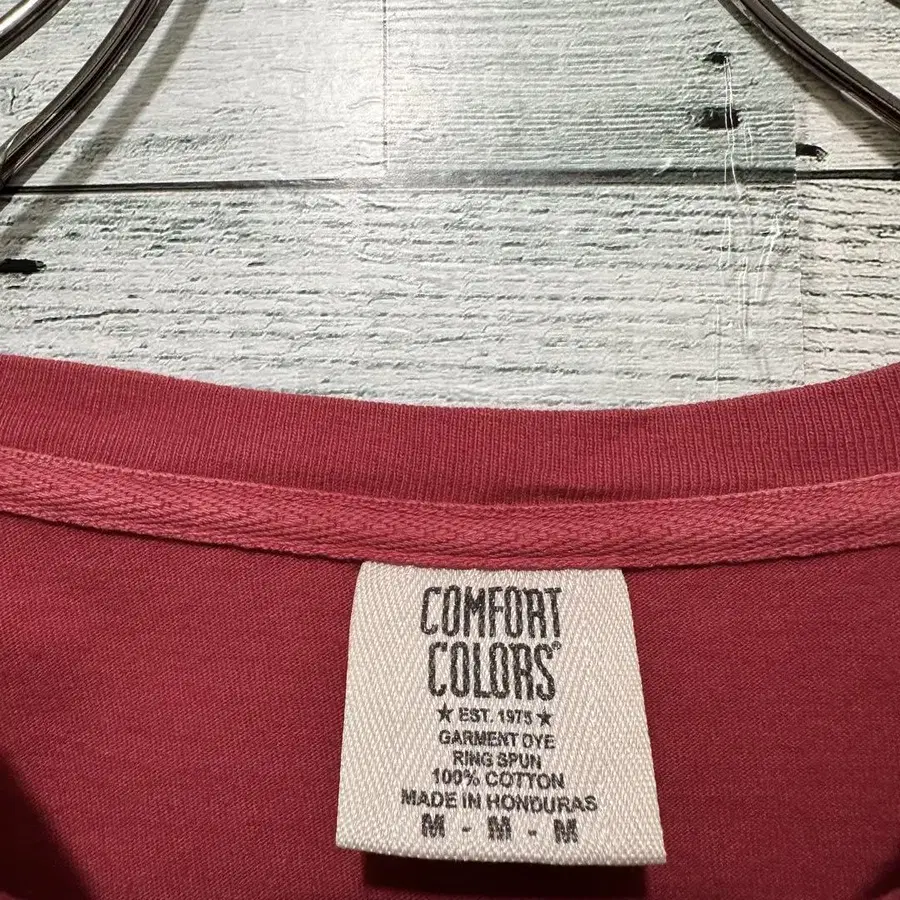 COMFORT
COLORS®
★ EST. 1975 ★
GARMENT DYE
RING SPUN
100% COTTON
MADE IN HONDURAS
M - M - M